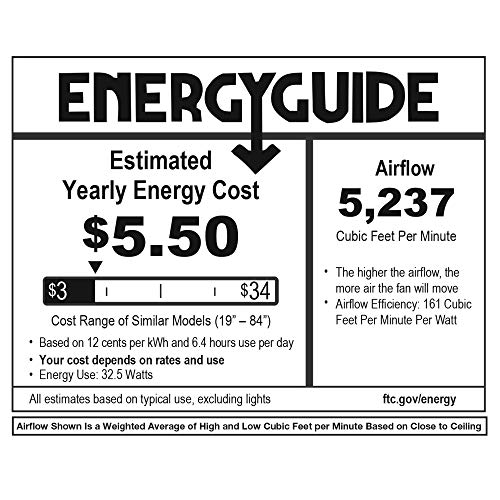 ENERGYGUIDE
Estimated
Yearly Energy Cost
$5.50
$3
$34
Cost Range of Similar Models (19” – 84”)
• Based on 12 cents per kWh and 6.4 hours use per day
• Your cost depends on rates and use
• Energy Use: 32.5 Watts
Airflow
5,237
Cubic Feet Per Minute
• The higher the airflow, the
more air the fan will move
• Airflow Efficiency: 161 Cubic
Feet Per Minute Per Watt
All estimates based on typical use, excluding lights
ftc.gov/energy
Airflow Shown Is a Weighted Average of High and Low Cubic Feet per Minute Based on Close to Ceiling